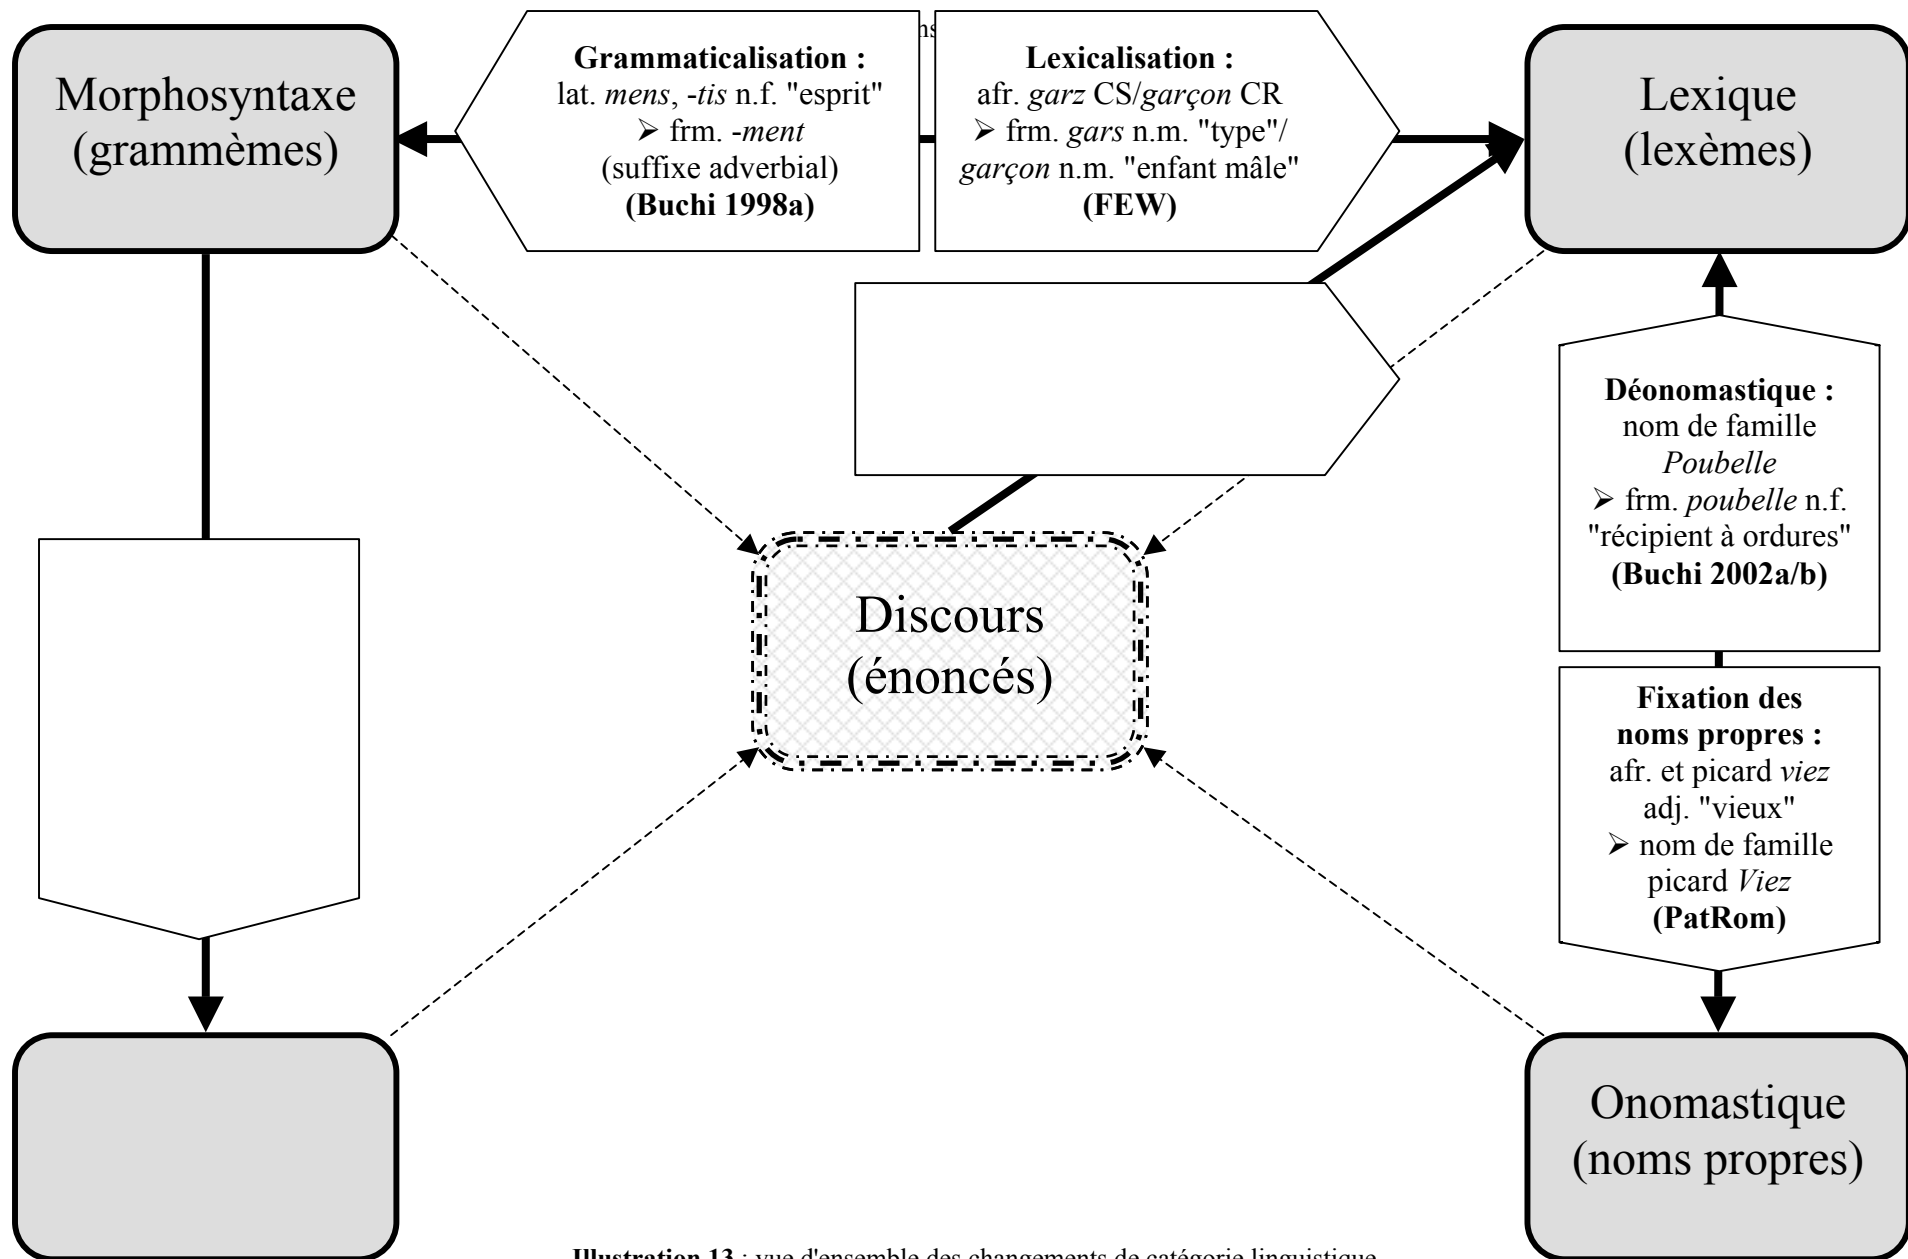 Morphosyntaxe
(grammèmes)
Grammaticalisation :
lat. mens, -tis n.f. "esprit"
➢ frm. -ment
(suffixe adverbial)
(Buchi 1998a)
Lexicalisation :
afr. garz CS/garçon CR
➢ frm. gars n.m. "type"/
garçon n.m. "enfant mâle"
(FEW)
Lexique
(lexèmes)
Déonomastique :
nom de famille
Poubelle
➢ frm. poubelle n.f.
"récipient à ordures"
(Buchi 2002a/b)
Discours
(énoncés)
Fixation des
noms propres :
afr. et picard viez
adj. "vieux"
➢ nom de famille
picard Viez
(PatRom)
Onomastique
(noms propres)
Illustration 13 : vue d'ensemble des changements de catégorie linguistique